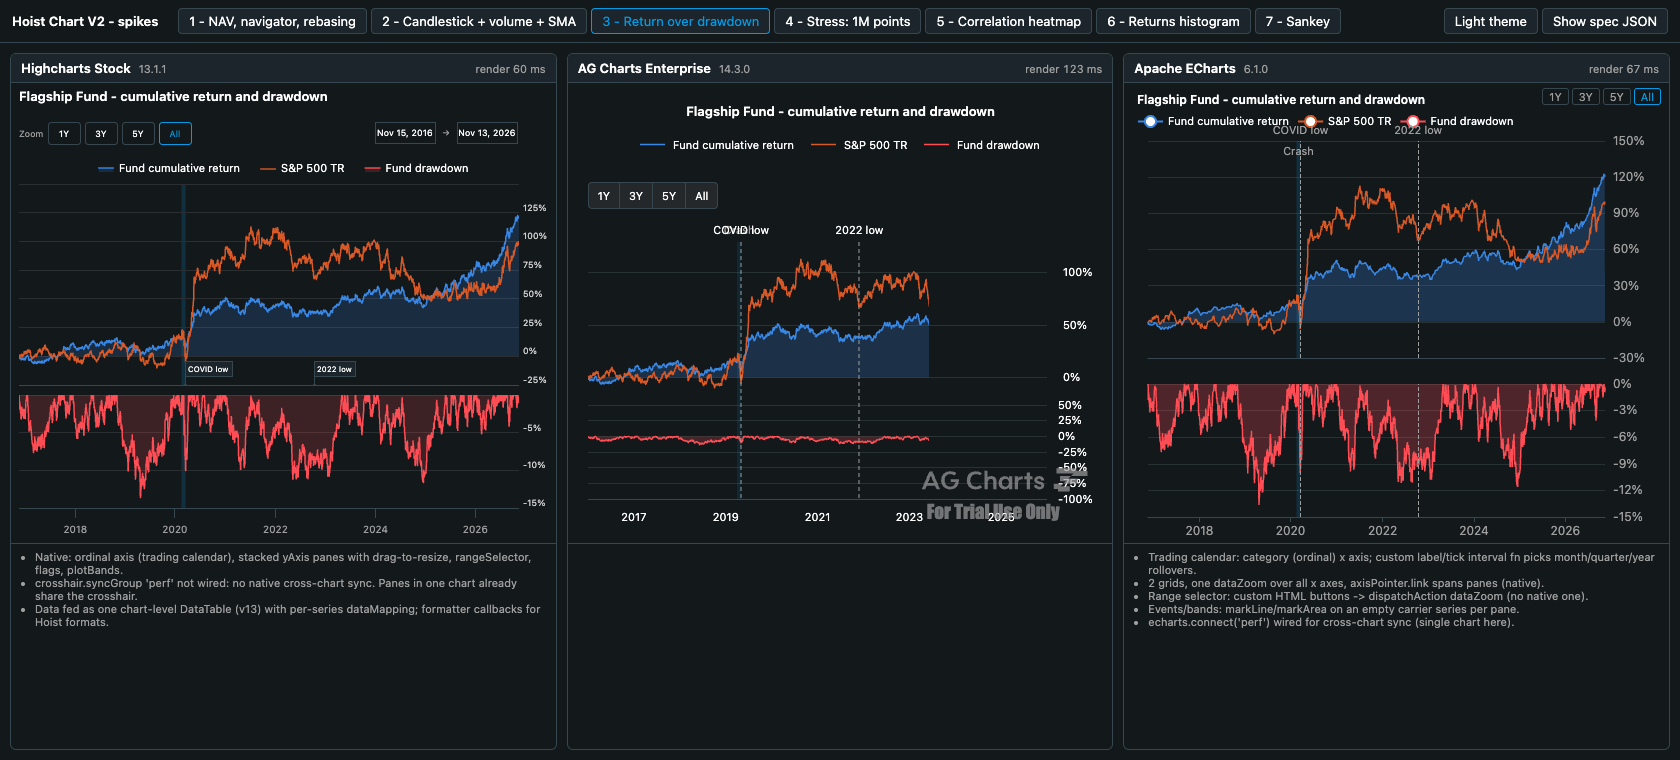 Hoist Chart V2 - spikes
1 - NAV, navigator, rebasing
2 - Candlestick + volume + SMA
3 - Return over drawdown
4 - Stress: 1M points
5 - Correlation heatmap
6 - Returns histogram
7 - Sankey
Light theme
Show spec JSON
Highcharts Stock 13.1.1
render 60 ms
Flagship Fund - cumulative return and drawdown
Zoom 1Y 3Y 5Y All
Nov 15, 2016 → Nov 13, 2026
Fund cumulative return
S&P 500 TR
Fund drawdown
125%
100%
75%
50%
25%
0%
-25%
COVID low
2022 low
-5%
-10%
-15%
2018
2020
2022
2024
2026
• Native: ordinal axis (trading calendar), stacked yAxis panes with drag-to-resize, rangeSelector,
flags, plotBands.
• crosshair.syncGroup 'perf' not wired: no native cross-chart sync. Panes in one chart already
share the crosshair.
• Data fed as one chart-level DataTable (v13) with per-series dataMapping; formatter callbacks for
Hoist formats.
AG Charts Enterprise 14.3.0
render 123 ms
Flagship Fund - cumulative return and drawdown
Fund cumulative return
S&P 500 TR
Fund drawdown
1Y 3Y 5Y All
COVID low
2022 low
100%
50%
0%
50%
25%
0%
-25%
-50%
-75%
-100%
AG Charts
For Trial Use Only
2017
2019
2021
2023
2025
Apache ECharts 6.1.0
render 67 ms
Flagship Fund - cumulative return and drawdown
1Y 3Y 5Y All
Fund cumulative return
S&P 500 TR
Fund drawdown
COVID low
2022 low
Crash
150%
120%
90%
60%
30%
0%
-30%
0%
-3%
-6%
-9%
-12%
-15%
2018
2020
2022
2024
2026
• Trading calendar: category (ordinal) x axis; custom label/tick interval fn picks month/quarter/year
rollovers.
• 2 grids, one dataZoom over all x axes, axisPointer.link spans panes (native).
• Range selector: custom HTML buttons -> dispatchAction dataZoom (no native one).
• Events/bands: markLine/markArea on an empty carrier series per pane.
• echarts.connect('perf') wired for cross-chart sync (single chart here).